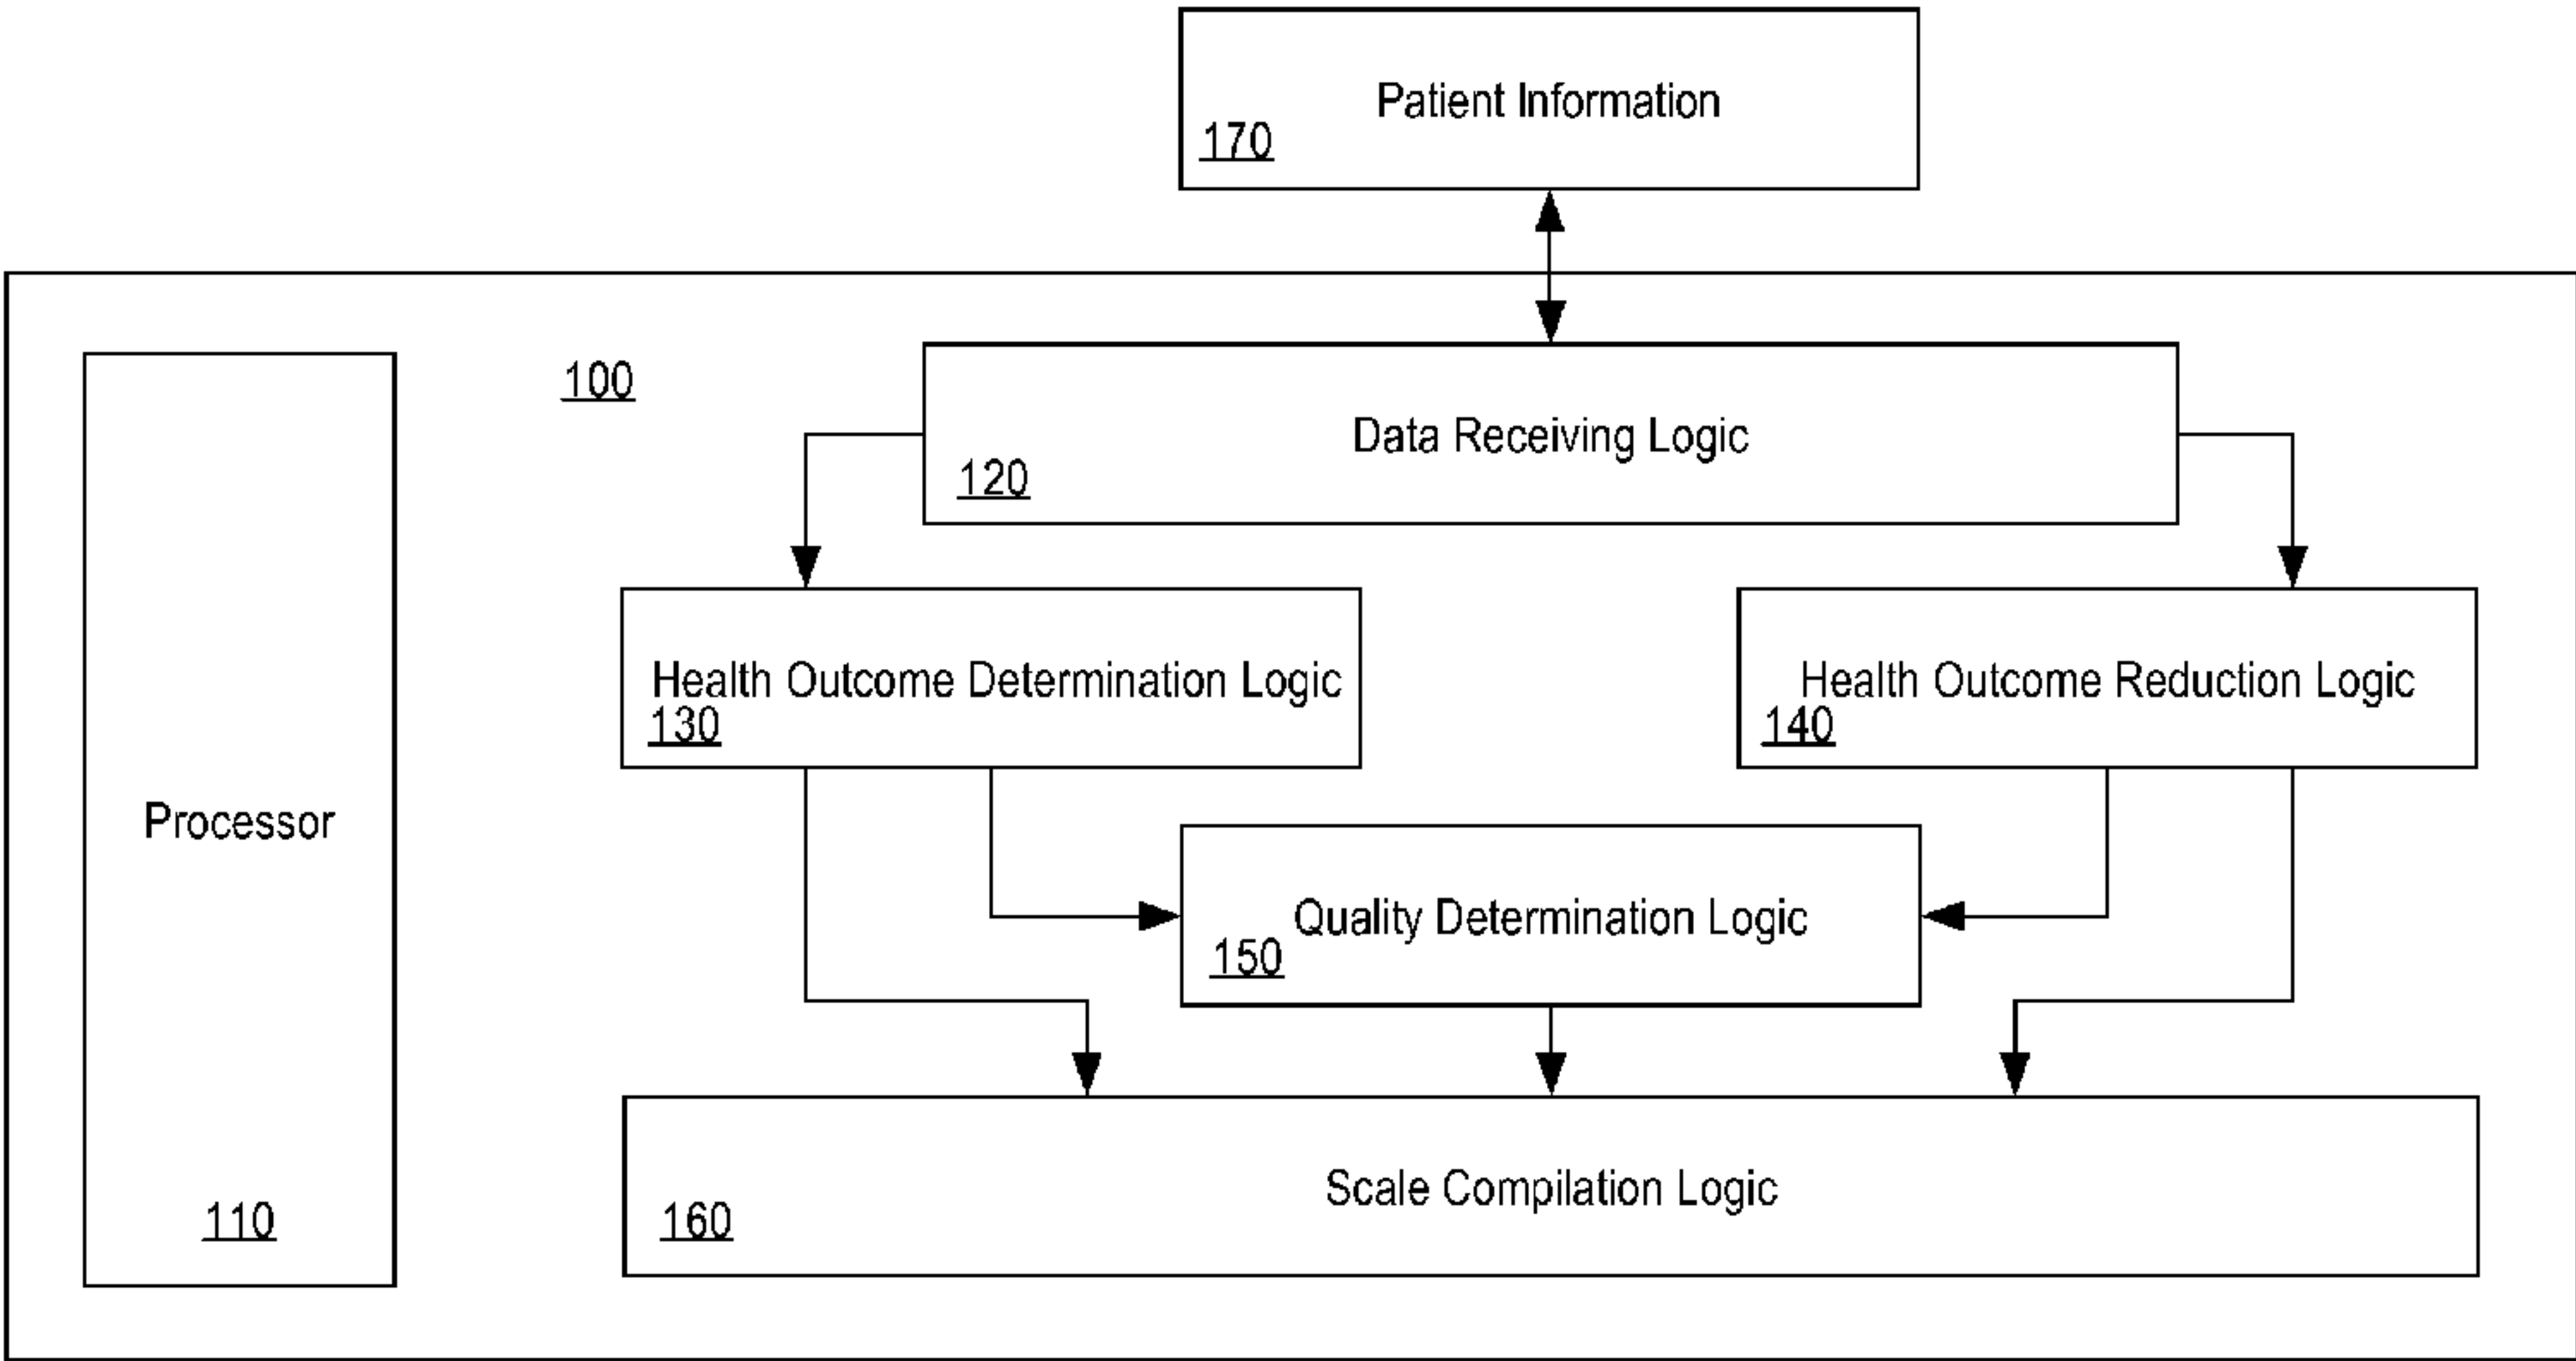 Patient Information
170
100
Data Receiving Logic
120
Health Outcome Determination Logic
130
Health Outcome Reduction Logic
140
Processor
110
Quality Determination Logic
150
Scale Compilation Logic
160